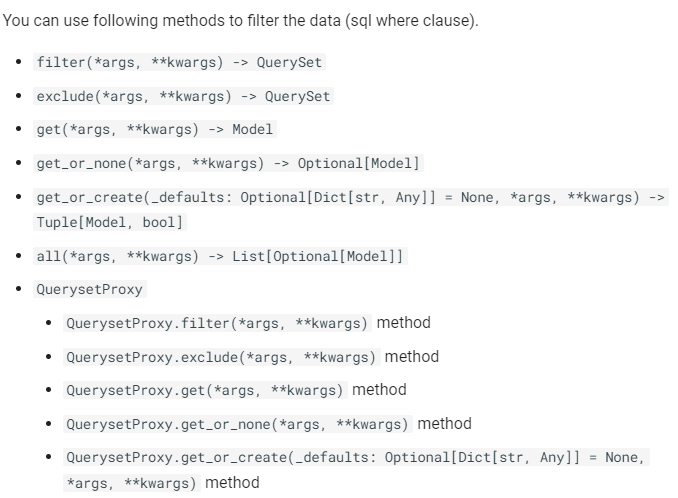 You can use following methods to filter the data (sql where clause).
filter(*args, **kwargs) -> QuerySet
exclude(*args, **kwargs) -> QuerySet
get(*args, **kwargs) -> Model
get_or_none(*args, **kwargs) -> Optional[Model]
get_or_create(_defaults: Optional[Dict[str, Any]] = None, *args, **kwargs) ->
Tuple[Model, bool]
all(*args, **kwargs) -> List[Optional[Model]]
QuerysetProxy
QuerysetProxy.filter(*args, **kwargs) method
QuerysetProxy.exclude(*args, **kwargs) method
QuerysetProxy.get(*args, **kwargs) method
QuerysetProxy.get_or_none(*args, **kwargs) method
QuerysetProxy.get_or_create(_defaults: Optional[Dict[str, Any]] = None,
*args, **kwargs) method